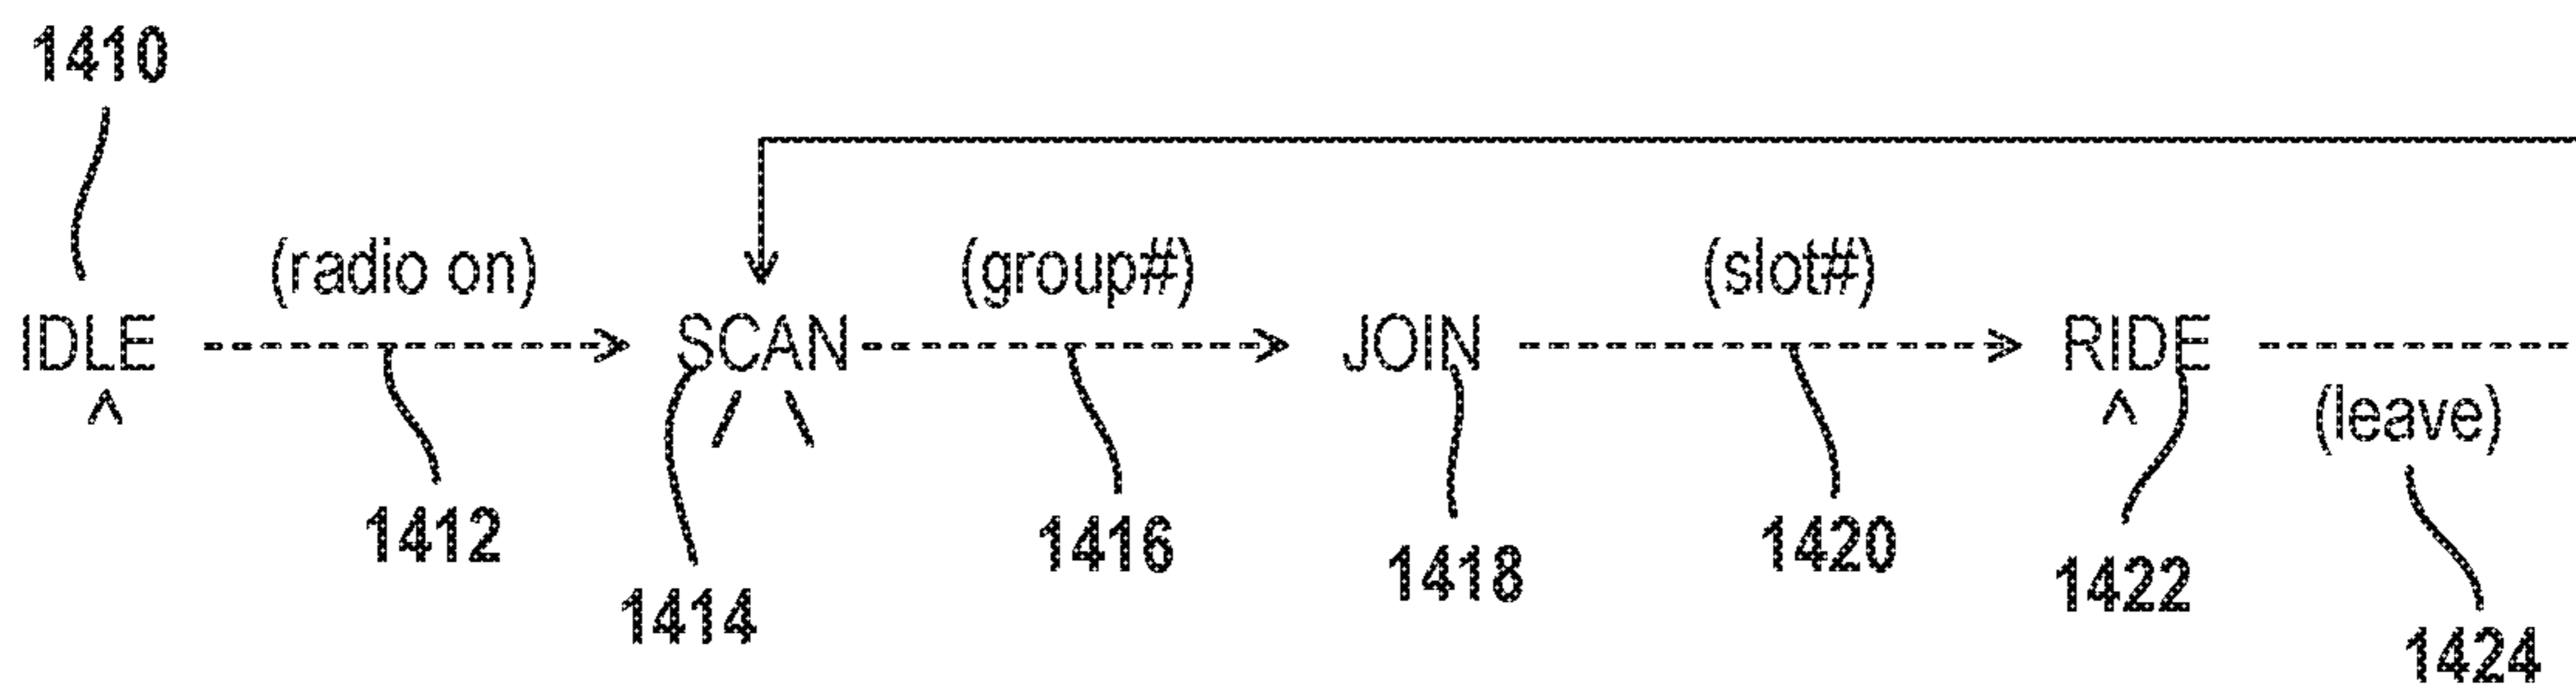 1410
(radio on) (group#) (slot#)
IDLE SCAN JOIN RIDE
(leave)
1412 1416 1420
1418
1414 1422
1424